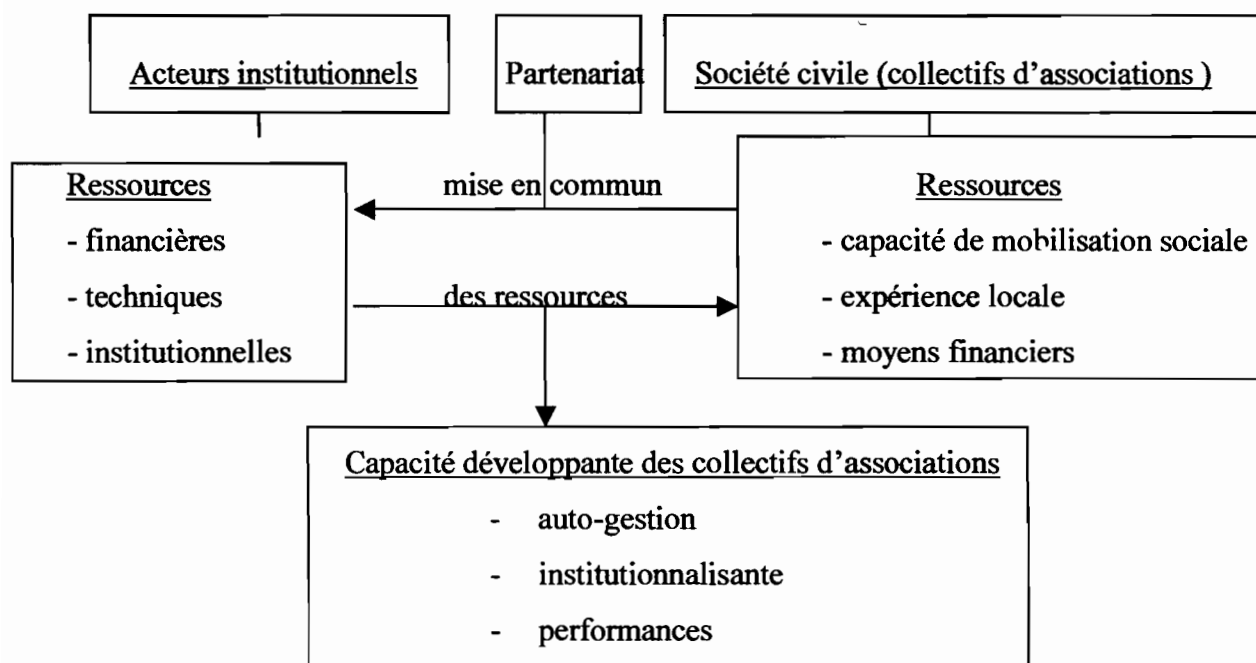 Acteurs institutionnels
Partenariat
Société civile (collectifs d'associations )
Ressources
- financières
- techniques
- institutionnelles
mise en commun
des ressources
Ressources
- capacité de mobilisation sociale
- expérience locale
- moyens financiers
Capacité développante des collectifs d'associations
- auto-gestion
- institutionnalisante
- performances